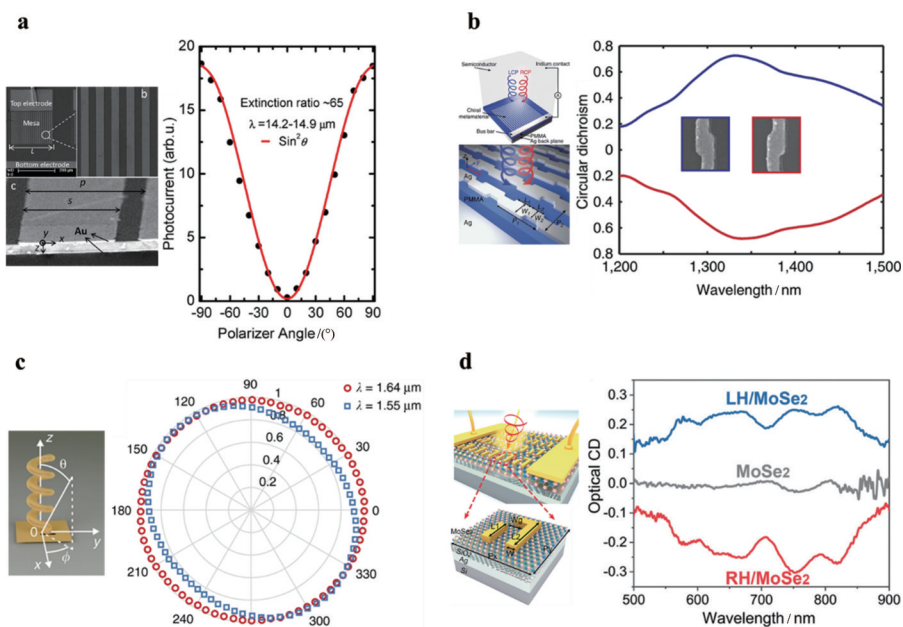 a
b
Top electrode
Mesa
L
Bottom electrode
c
p
s
y
x
z
Au
Photocurrent (arb.u.)
20
15
10
5
0
Extinction ratio ~65
λ =14.2-14.9 μm
Sin²θ
-90
-60
-30
0
30
60
90
Polarizer Angle/(°)
b
Semiconductor
Indium contact
LCP
RCP
Chiral
metamaterial
Bus bar
PMMA
Ag back plane
Ag
PMMA
Ag
Circular dichroism
0.8
0.6
0.4
0.2
0
0.2
0.4
0.6
0.8
1,200
1,300
1,400
1,500
Wavelength/nm
c
z
θ
0
y
x
ϕ
90
60
30
0
330
300
240
210
180
150
120
1
0.8
0.6
0.4
0.2
λ = 1.64 μm
λ = 1.55 μm
d
MoSe2
SiO2
Ag
Si
Optical CD
0.3
0.2
0.1
0.0
-0.1
-0.2
-0.3
LH/MoSe2
MoSe2
RH/MoSe2
500
600
700
800
900
Wavelength/nm